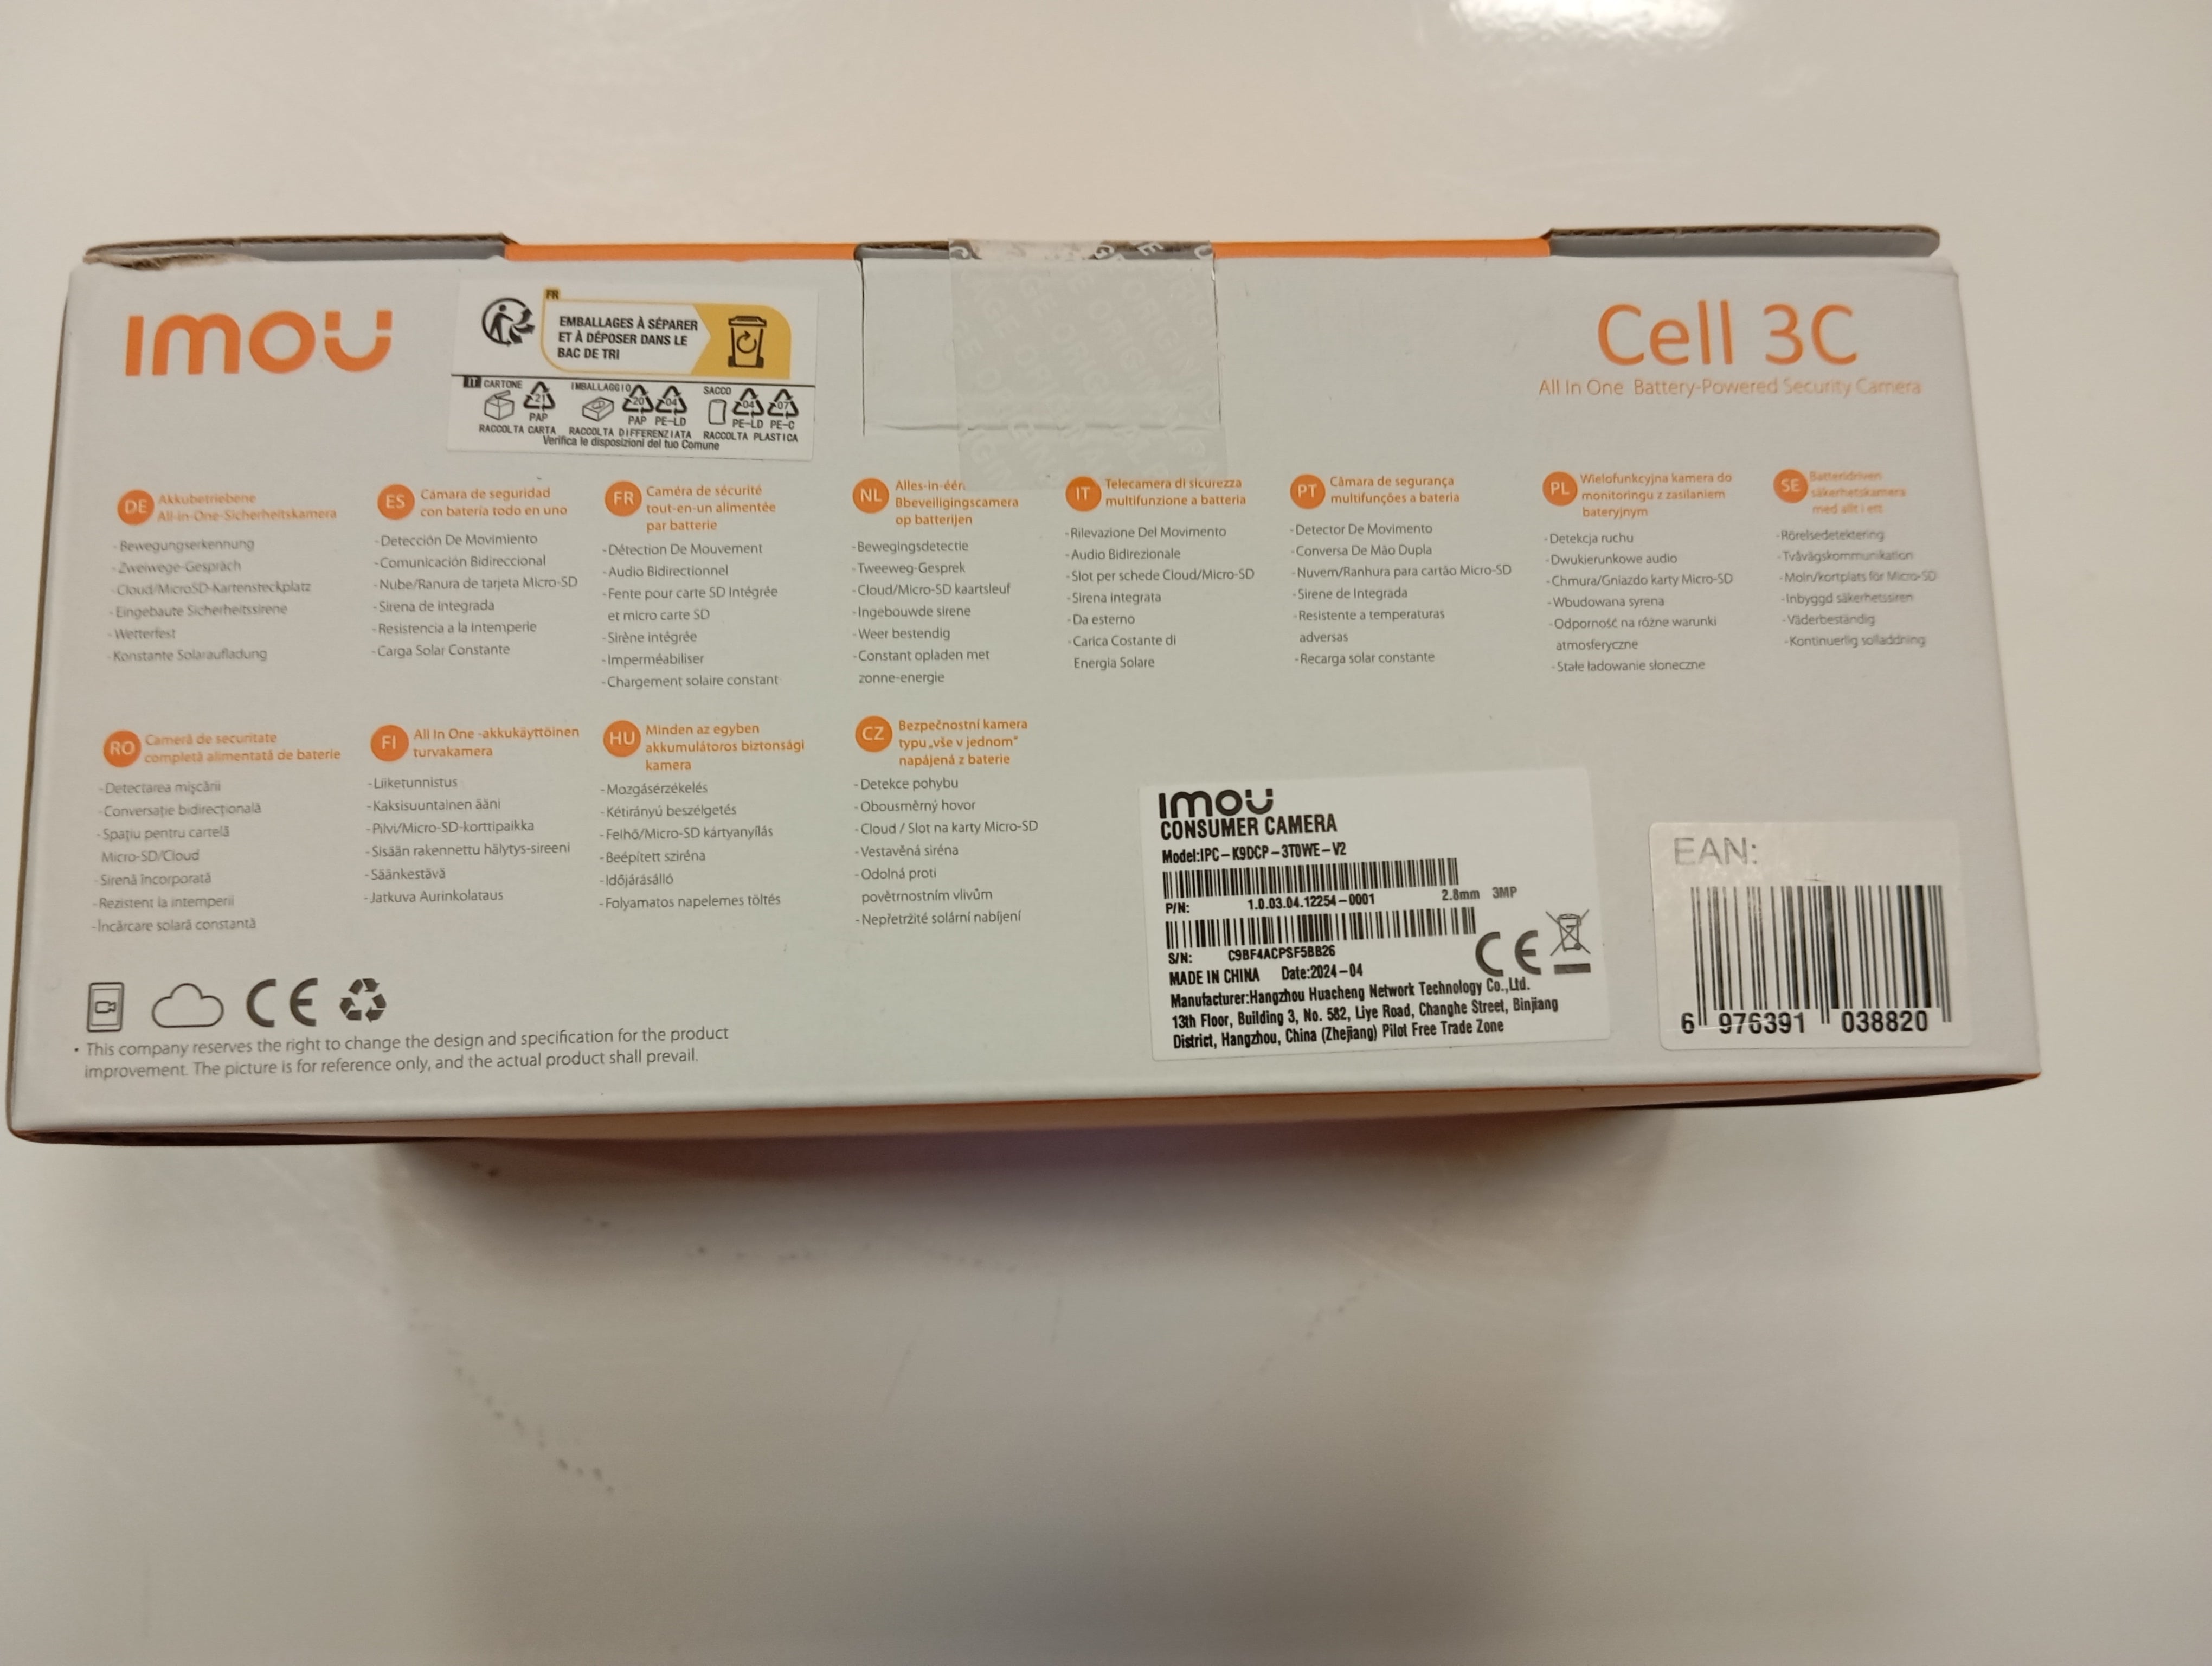 imou
FR
EMBALLAGES À SÉPARER
ET À DÉPOSER DANS LE
BAC DE TRI
IT CARTONE
21
PAP
RACCOLTA CARTA
IMBALLAGGIO
20 04
PAP PE-LD
RACCOLTA DIFFERENZIATA
SACCO
04 07
PE-LD PE-C
RACCOLTA PLASTICA
Verifica le disposizioni del tuo Comune
Cell 3C
All In One Battery-Powered Security Camera
DE
Akkubetriebene
All-in-One-Sicherheitskamera
-Bewegungserkennung
-Zweiwege-Gespräch
-Cloud/MicroSD-Kartensteckplatz
-Eingebaute Sicherheitssirene
-Wetterfest
-Konstante Solaraufladung
ES
Cámara de seguridad
con batería todo en uno
-Detección De Movimiento
-Comunicación Bidireccional
-Nube/Ranura de tarjeta Micro-SD
-Sirena de integrada
-Resistencia a la intemperie
-Carga Solar Constante
FR
Caméra de sécurité
tout-en-un alimentée
par batterie
-Détection De Mouvement
-Audio Bidirectionnel
-Fente pour carte SD Intégrée
et micro carte SD
-Sirène intégrée
-Imperméabiliser
-Chargement solaire constant
NL
Alles-in-één
Bbeveiligingscamera
op batterijen
-Bewegingsdetectie
-Tweeweg-Gesprek
-Cloud/Micro-SD kaartsleuf
-Ingebouwde sirene
-Weer bestendig
-Constant opladen met
zonne-energie
IT
Telecamera di sicurezza
multifunzione a batteria
-Rilevazione Del Movimento
-Audio Bidirezionale
-Slot per schede Cloud/Micro-SD
-Sirena integrata
-Da esterno
-Carica Costante di
Energia Solare
PT
Câmara de segurança
multifunções a bateria
-Detector De Movimento
-Conversa De Mão Dupla
-Nuvem/Ranhura para cartão Micro-SD
-Sirene de Integrada
-Resistente a temperaturas
adversas
-Recarga solar constante
PL
Wielofunkcyjna kamera do
monitoringu z zasilaniem
bateryjnym
-Detekcja ruchu
-Dwukierunkowe audio
-Chmura/Gniazdo karty Micro-SD
-Wbudowana syrena
-Odporność na różne warunki
atmosferyczne
-Stałe ładowanie słoneczne
SE
Batteridriven
säkerhetskamera
med allt i ett
-Rörelsedetektering
-Tvåvägskommunikation
-Moln/kortplats för Micro-SD
-Inbyggd säkerhetssiren
-Väderbeständig
-Kontinuerlig solladdning
RO
Cameră de securitate
completă alimentată de baterie
-Detectarea mișcării
-Conversație bidirecțională
-Spațiu pentru cartelă
Micro-SD/Cloud
-Sirenă încorporată
-Rezistent la intemperii
-Încărcare solară constantă
FI
All In One -akkukäyttöinen
turvakamera
-Liiketunnistus
-Kaksisuuntainen ääni
-Pilvi/Micro-SD-korttipaikka
-Sisään rakennettu hälytys-sireeni
-Säänkestävä
-Jatkuva Aurinkolataus
HU
Minden az egyben
akkumulátoros biztonsági
kamera
-Mozgásérzékelés
-Kétirányú beszélgetés
-Felhő/Micro-SD kártyanyílás
-Beépített sziréna
-Időjárásálló
-Folyamatos napelemes töltés
CZ
Bezpečnostní kamera
typu „vše v jednom“
napájená z baterie
-Detekce pohybu
-Obousměrný hovor
-Cloud / Slot na karty Micro-SD
-Vestavěná siréna
-Odolná proti
povětrnostním vlivům
-Nepřetržité solární nabíjení
CE
• This company reserves the right to change the design and specification for the product
improvement. The picture is for reference only, and the actual product shall prevail.
imou
CONSUMER CAMERA
Model:IPC-K9DCP-3T0WE-V2
P/N: 1.0.03.04.12254-0001 2.8mm 3MP
S/N: C9BF4ACPSF5BB26
CE
MADE IN CHINA Date:2024-04
Manufacturer:Hangzhou Huacheng Network Technology Co.,Ltd.
13th Floor, Building 3, No. 582, Liye Road, Changhe Street, Binjiang
District, Hangzhou, China (Zhejiang) Pilot Free Trade Zone
EAN:
6 976391 038820